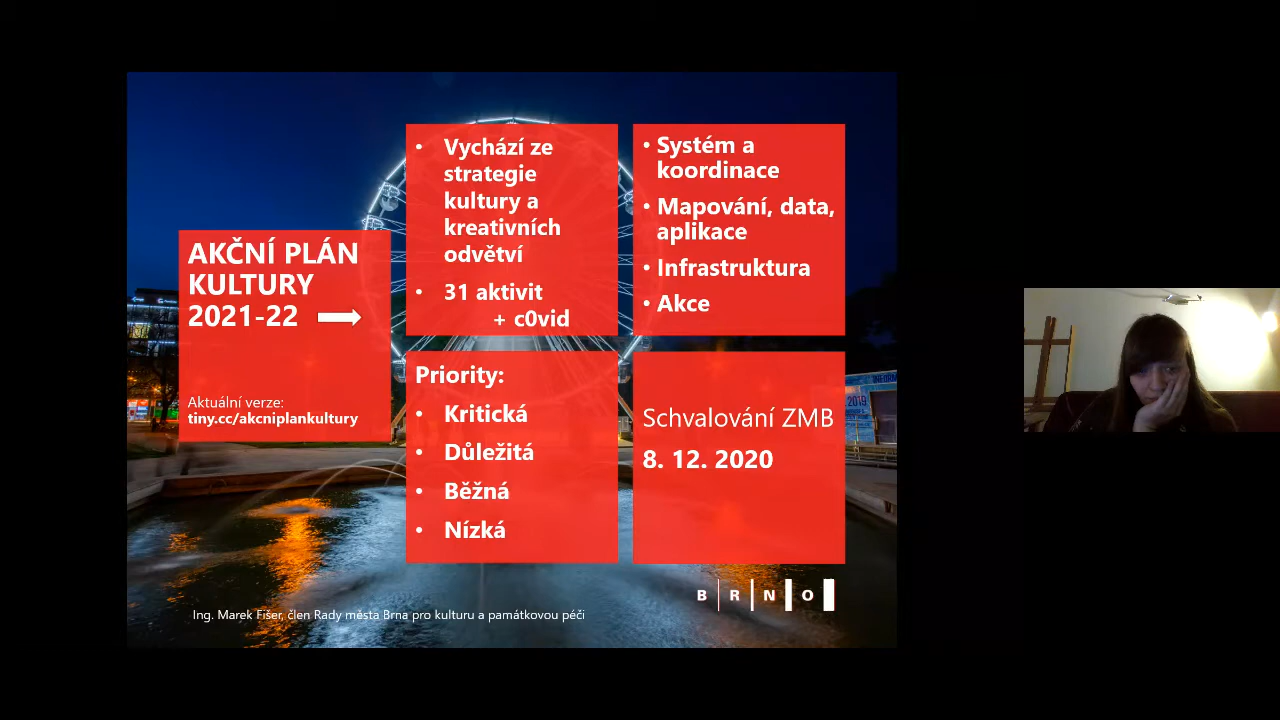 AKČNÍ PLÁN
KULTURY
2021-22
Aktuální verze:
tiny.cc/akcniplankultury
• Vychází ze
strategie
kultury a
kreativních
odvětví
• 31 aktivit
+ c0vid
• Systém a
koordinace
• Mapování, data,
aplikace
• Infrastruktura
• Akce
Priority:
• Kritická
• Důležitá
• Běžná
• Nízká
Schvalování ZMB
8. 12. 2020
INFORM
2019
B R N O
Ing. Marek Fišer, člen Rady města Brna pro kulturu a památkovou péči